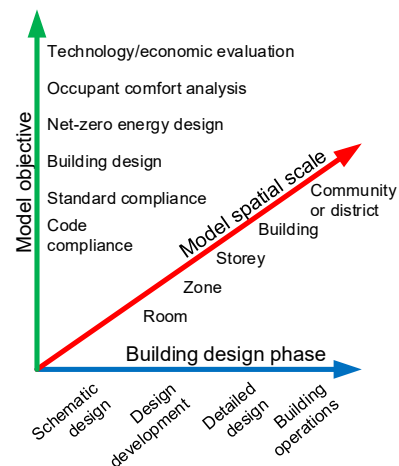 Technology/economic evaluation
Occupant comfort analysis
Net-zero energy design
Building design
Standard compliance
Code
compliance
Model objective
Model spatial scale
Community
or district
Building
Storey
Zone
Room
Building design phase
Schematic
design
Design
development
Detailed
design
Building
operations